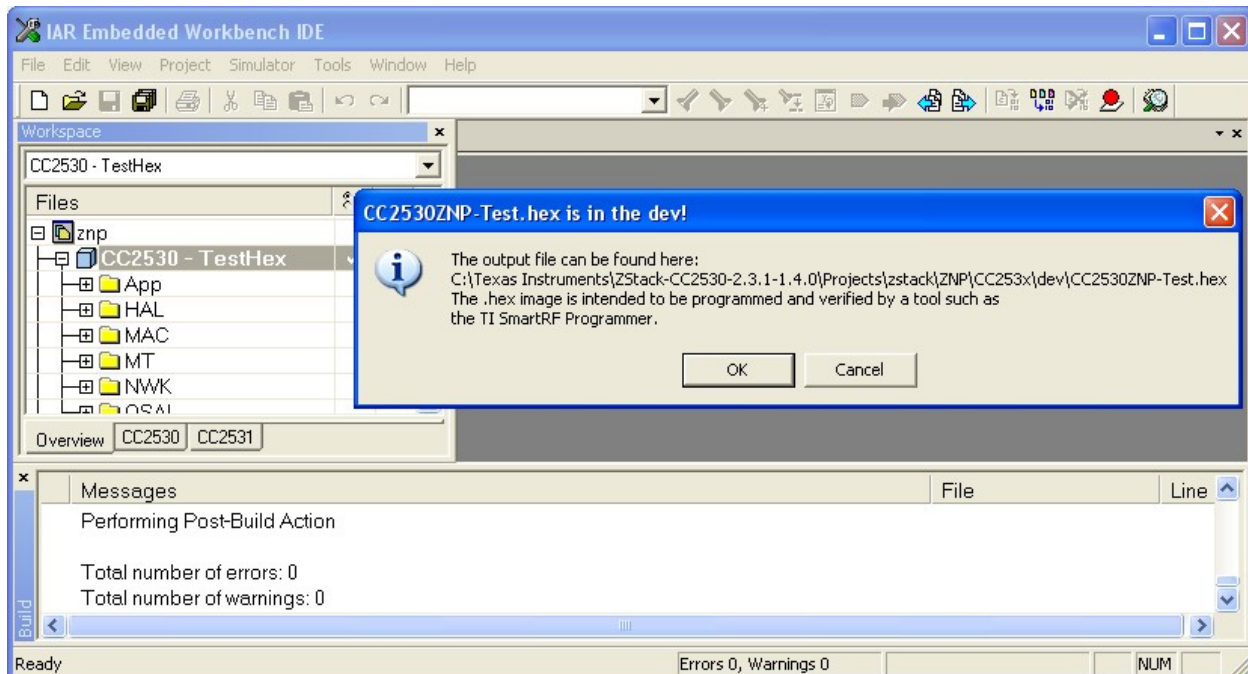 IAR Embedded Workbench IDE
File Edit View Project Simulator Tools Window Help
Workspace
CC2530 - TestHex
Files
znp
CC2530 - TestHex
App
HAL
MAC
MT
NWK
OSAL
Overview CC2530 CC2531
CC2530ZNP-Test.hex is in the dev!
The output file can be found here:
C:\Texas Instruments\ZStack-CC2530-2.3.1-1.4.0\Projects\zstack\ZNP\CC253x\dev\CC2530ZNP-Test.hex
The .hex image is intended to be programmed and verified by a tool such as
the TI SmartRF Programmer.
OK Cancel
Messages File Line
Performing Post-Build Action
Total number of errors: 0
Total number of warnings: 0
Build
Ready Errors 0, Warnings 0 NUM